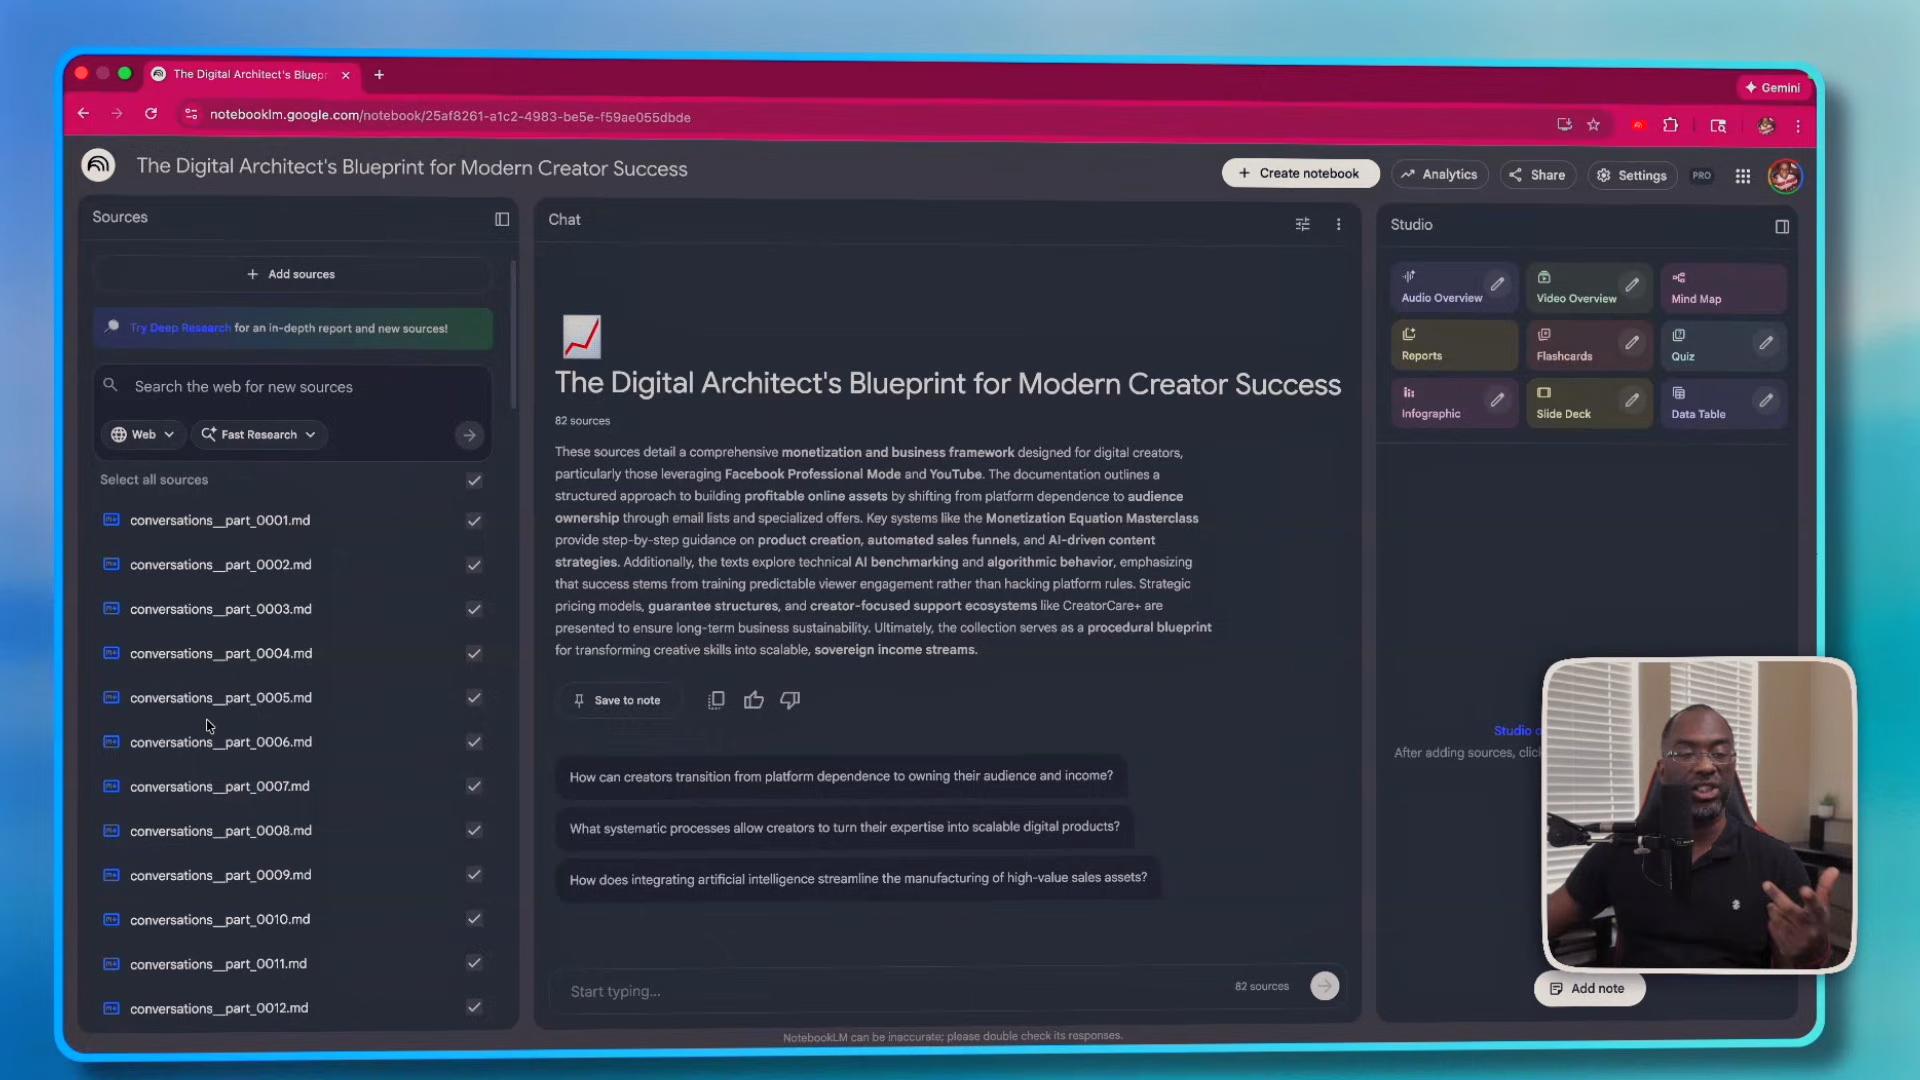 The Digital Architect's Bluepr
Gemini
notebooklm.google.com/notebook/25af8261-a1c2-4983-be5e-f59ae055dbde
The Digital Architect's Blueprint for Modern Creator Success
Create notebook
Analytics
Share
Settings
PRO
Sources
Add sources
Try Deep Research for an in-depth report and new sources!
Search the web for new sources
Web
Fast Research
Select all sources
conversations__part_0001.md
conversations__part_0002.md
conversations__part_0003.md
conversations__part_0004.md
conversations__part_0005.md
conversations__part_0006.md
conversations__part_0007.md
conversations__part_0008.md
conversations__part_0009.md
conversations__part_0010.md
conversations__part_0011.md
conversations__part_0012.md
Chat
The Digital Architect's Blueprint for Modern Creator Success
82 sources
These sources detail a comprehensive monetization and business framework designed for digital creators,
particularly those leveraging Facebook Professional Mode and YouTube. The documentation outlines a
structured approach to building profitable online assets by shifting from platform dependence to audience
ownership through email lists and specialized offers. Key systems like the Monetization Equation Masterclass
provide step-by-step guidance on product creation, automated sales funnels, and AI-driven content
strategies. Additionally, the texts explore technical AI benchmarking and algorithmic behavior, emphasizing
that success stems from training predictable viewer engagement rather than hacking platform rules. Strategic
pricing models, guarantee structures, and creator-focused support ecosystems like CreatorCare+ are
presented to ensure long-term business sustainability. Ultimately, the collection serves as a procedural blueprint
for transforming creative skills into scalable, sovereign income streams.
Save to note
How can creators transition from platform dependence to owning their audience and income?
What systematic processes allow creators to turn their expertise into scalable digital products?
How does integrating artificial intelligence streamline the manufacturing of high-value sales assets?
Start typing...
82 sources
NotebookLM can be inaccurate; please double check its responses.
Studio
Audio Overview
Video Overview
Mind Map
Reports
Flashcards
Quiz
Infographic
Slide Deck
Data Table
Studio
After adding sources, clic
Add note